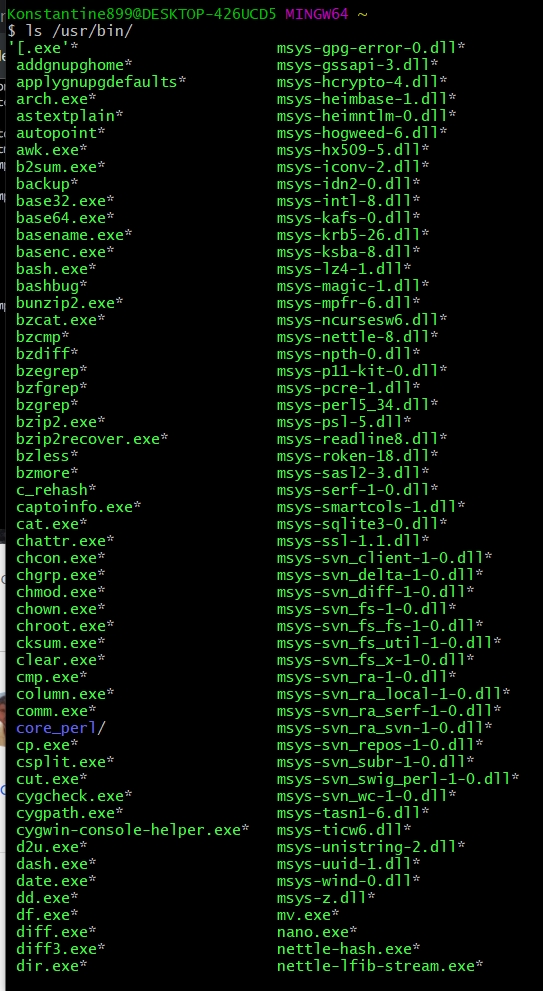 Konstantine899@DESKTOP-426UCD5 MINGW64 ~
$ ls /usr/bin/
'[.exe'* msys-gpg-error-0.dll*
addgnupghome* msys-gssapi-3.dll*
applygnupgdefaults* msys-hcrypto-4.dll*
arch.exe* msys-heimbase-1.dll*
astextplain* msys-heimntlm-0.dll*
autopoint* msys-hogweed-6.dll*
awk.exe* msys-hx509-5.dll*
b2sum.exe* msys-iconv-2.dll*
backup* msys-idn2-0.dll*
base32.exe* msys-intl-8.dll*
base64.exe* msys-kafs-0.dll*
basename.exe* msys-krb5-26.dll*
basenc.exe* msys-ksba-8.dll*
bash.exe* msys-lz4-1.dll*
bashbug* msys-magic-1.dll*
bunzip2.exe* msys-mpfr-6.dll*
bzcat.exe* msys-ncursesw6.dll*
bzcmp* msys-nettle-8.dll*
bzdiff* msys-npth-0.dll*
bzegrep* msys-p11-kit-0.dll*
bzfgrep* msys-pcre-1.dll*
bzgrep* msys-perl5_34.dll*
bzip2.exe* msys-psl-5.dll*
bzip2recover.exe* msys-readline8.dll*
bzless* msys-roken-18.dll*
bzmore* msys-sasl2-3.dll*
c_rehash* msys-serf-1-0.dll*
captoinfo.exe* msys-smartcols-1.dll*
cat.exe* msys-sqlite3-0.dll*
chattr.exe* msys-ssl-1.1.dll*
chcon.exe* msys-svn_client-1-0.dll*
chgrp.exe* msys-svn_delta-1-0.dll*
chmod.exe* msys-svn_diff-1-0.dll*
chown.exe* msys-svn_fs-1-0.dll*
chroot.exe* msys-svn_fs_fs-1-0.dll*
cksum.exe* msys-svn_fs_util-1-0.dll*
clear.exe* msys-svn_fs_x-1-0.dll*
cmp.exe* msys-svn_ra-1-0.dll*
column.exe* msys-svn_ra_local-1-0.dll*
comm.exe* msys-svn_ra_serf-1-0.dll*
core_perl/ msys-svn_ra_svn-1-0.dll*
cp.exe* msys-svn_repos-1-0.dll*
csplit.exe* msys-svn_subr-1-0.dll*
cut.exe* msys-svn_swig_perl-1-0.dll*
cygcheck.exe* msys-svn_wc-1-0.dll*
cygpath.exe* msys-tasn1-6.dll*
cygwin-console-helper.exe* msys-ticw6.dll*
d2u.exe* msys-unistring-2.dll*
dash.exe* msys-uuid-1.dll*
date.exe* msys-wind-0.dll*
dd.exe* msys-z.dll*
df.exe* mv.exe*
diff.exe* nano.exe*
diff3.exe* nettle-hash.exe*
dir.exe* nettle-lfib-stream.exe*